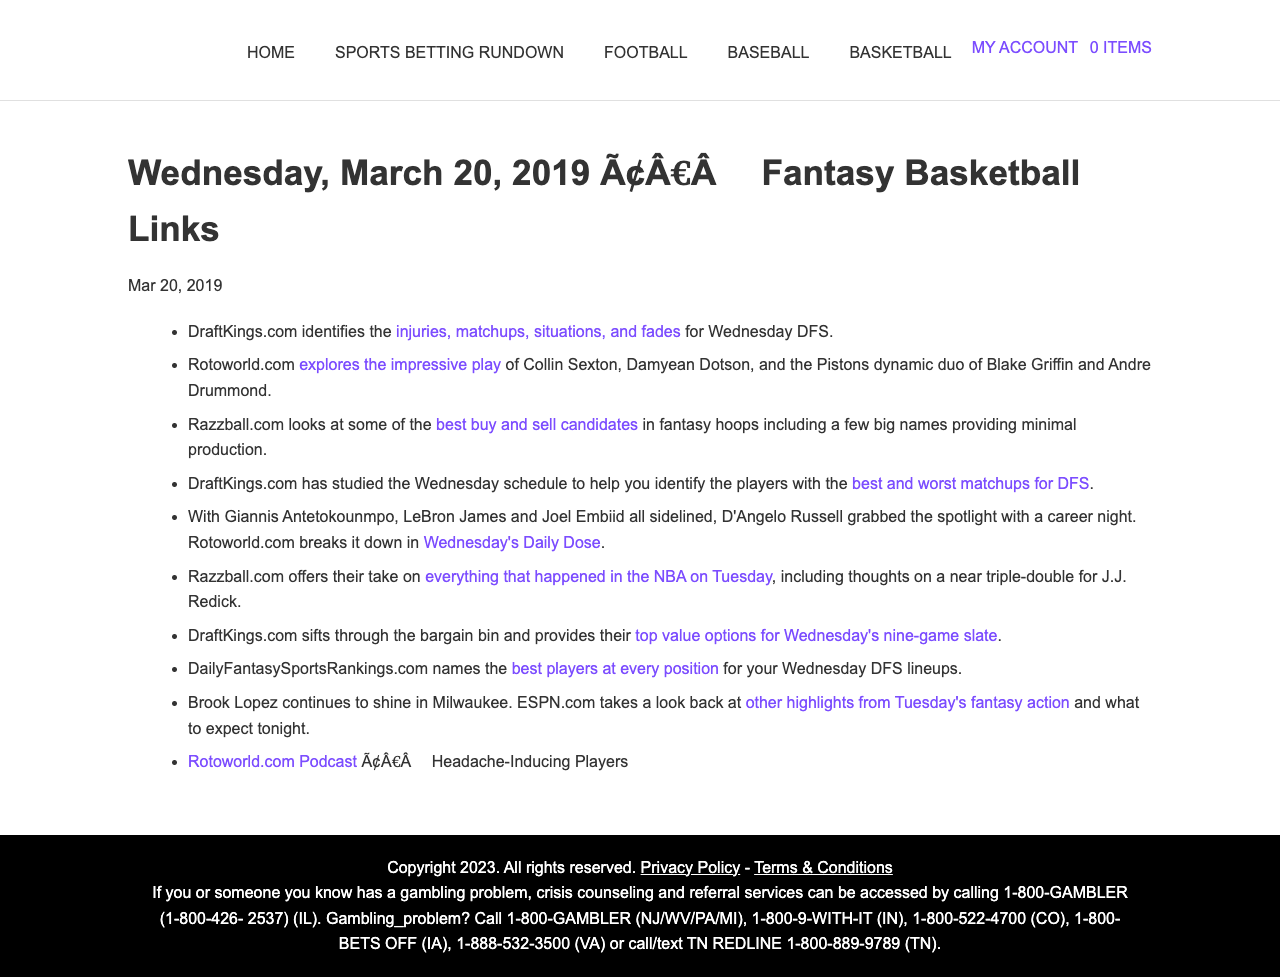 HOME SPORTS BETTING RUNDOWN FOOTBALL BASEBALL BASKETBALL MY ACCOUNT 0 ITEMS
Wednesday, March 20, 2019 Ã¢Â€Â Fantasy Basketball
Links
Mar 20, 2019
• DraftKings.com identifies the injuries, matchups, situations, and fades for Wednesday DFS.
• Rotoworld.com explores the impressive play of Collin Sexton, Damyean Dotson, and the Pistons dynamic duo of Blake Griffin and Andre
Drummond.
• Razzball.com looks at some of the best buy and sell candidates in fantasy hoops including a few big names providing minimal
production.
• DraftKings.com has studied the Wednesday schedule to help you identify the players with the best and worst matchups for DFS.
• With Giannis Antetokounmpo, LeBron James and Joel Embiid all sidelined, D'Angelo Russell grabbed the spotlight with a career night.
Rotoworld.com breaks it down in Wednesday's Daily Dose.
• Razzball.com offers their take on everything that happened in the NBA on Tuesday, including thoughts on a near triple-double for J.J.
Redick.
• DraftKings.com sifts through the bargain bin and provides their top value options for Wednesday's nine-game slate.
• DailyFantasySportsRankings.com names the best players at every position for your Wednesday DFS lineups.
• Brook Lopez continues to shine in Milwaukee. ESPN.com takes a look back at other highlights from Tuesday's fantasy action and what
to expect tonight.
• Rotoworld.com Podcast Ã¢Â€Â Headache-Inducing Players
Copyright 2023. All rights reserved. Privacy Policy - Terms & Conditions
If you or someone you know has a gambling problem, crisis counseling and referral services can be accessed by calling 1-800-GAMBLER
(1-800-426- 2537) (IL). Gambling_problem? Call 1-800-GAMBLER (NJ/WV/PA/MI), 1-800-9-WITH-IT (IN), 1-800-522-4700 (CO), 1-800-
BETS OFF (IA), 1-888-532-3500 (VA) or call/text TN REDLINE 1-800-889-9789 (TN).